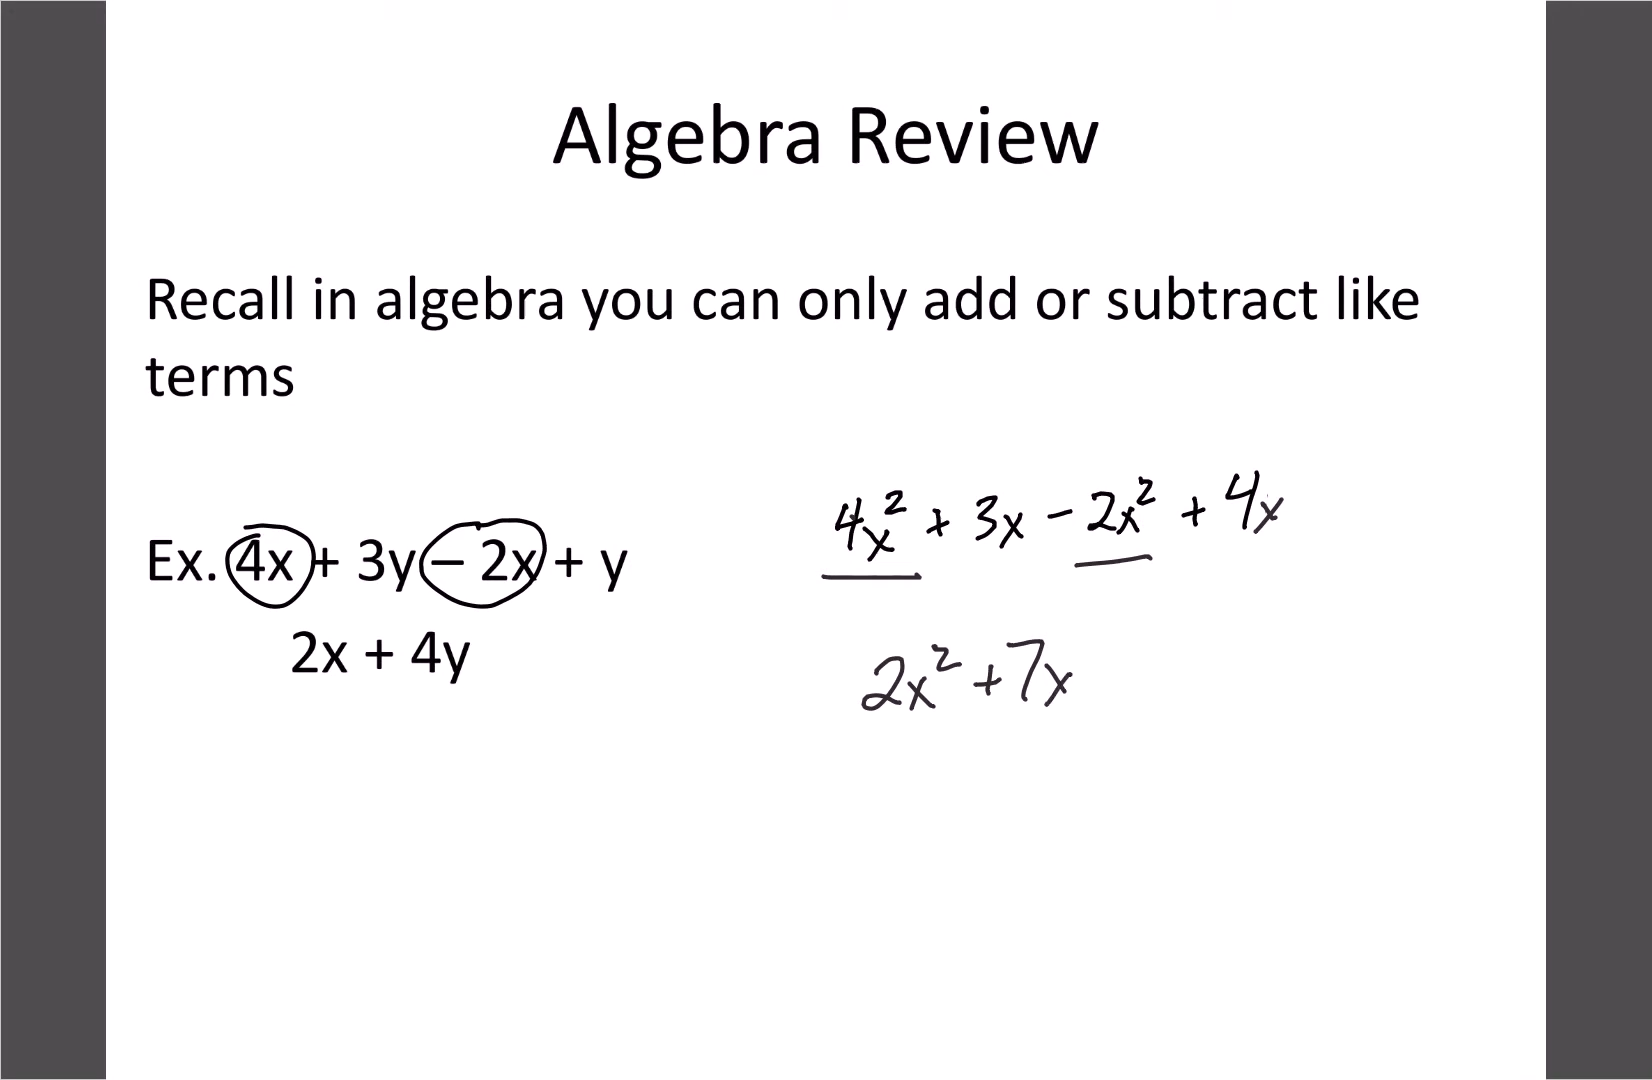 Algebra Review
Recall in algebra you can only add or subtract like
terms
Ex. 4x + 3y – 2x + y
2x + 4y
4x² + 3x - 2x² + 4x
2x² + 7x